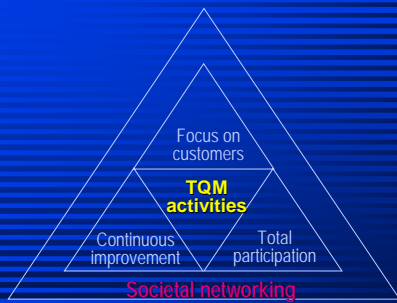 Focus on
customers
TQM
activities
Continuous
improvement
Total
participation
Societal networking